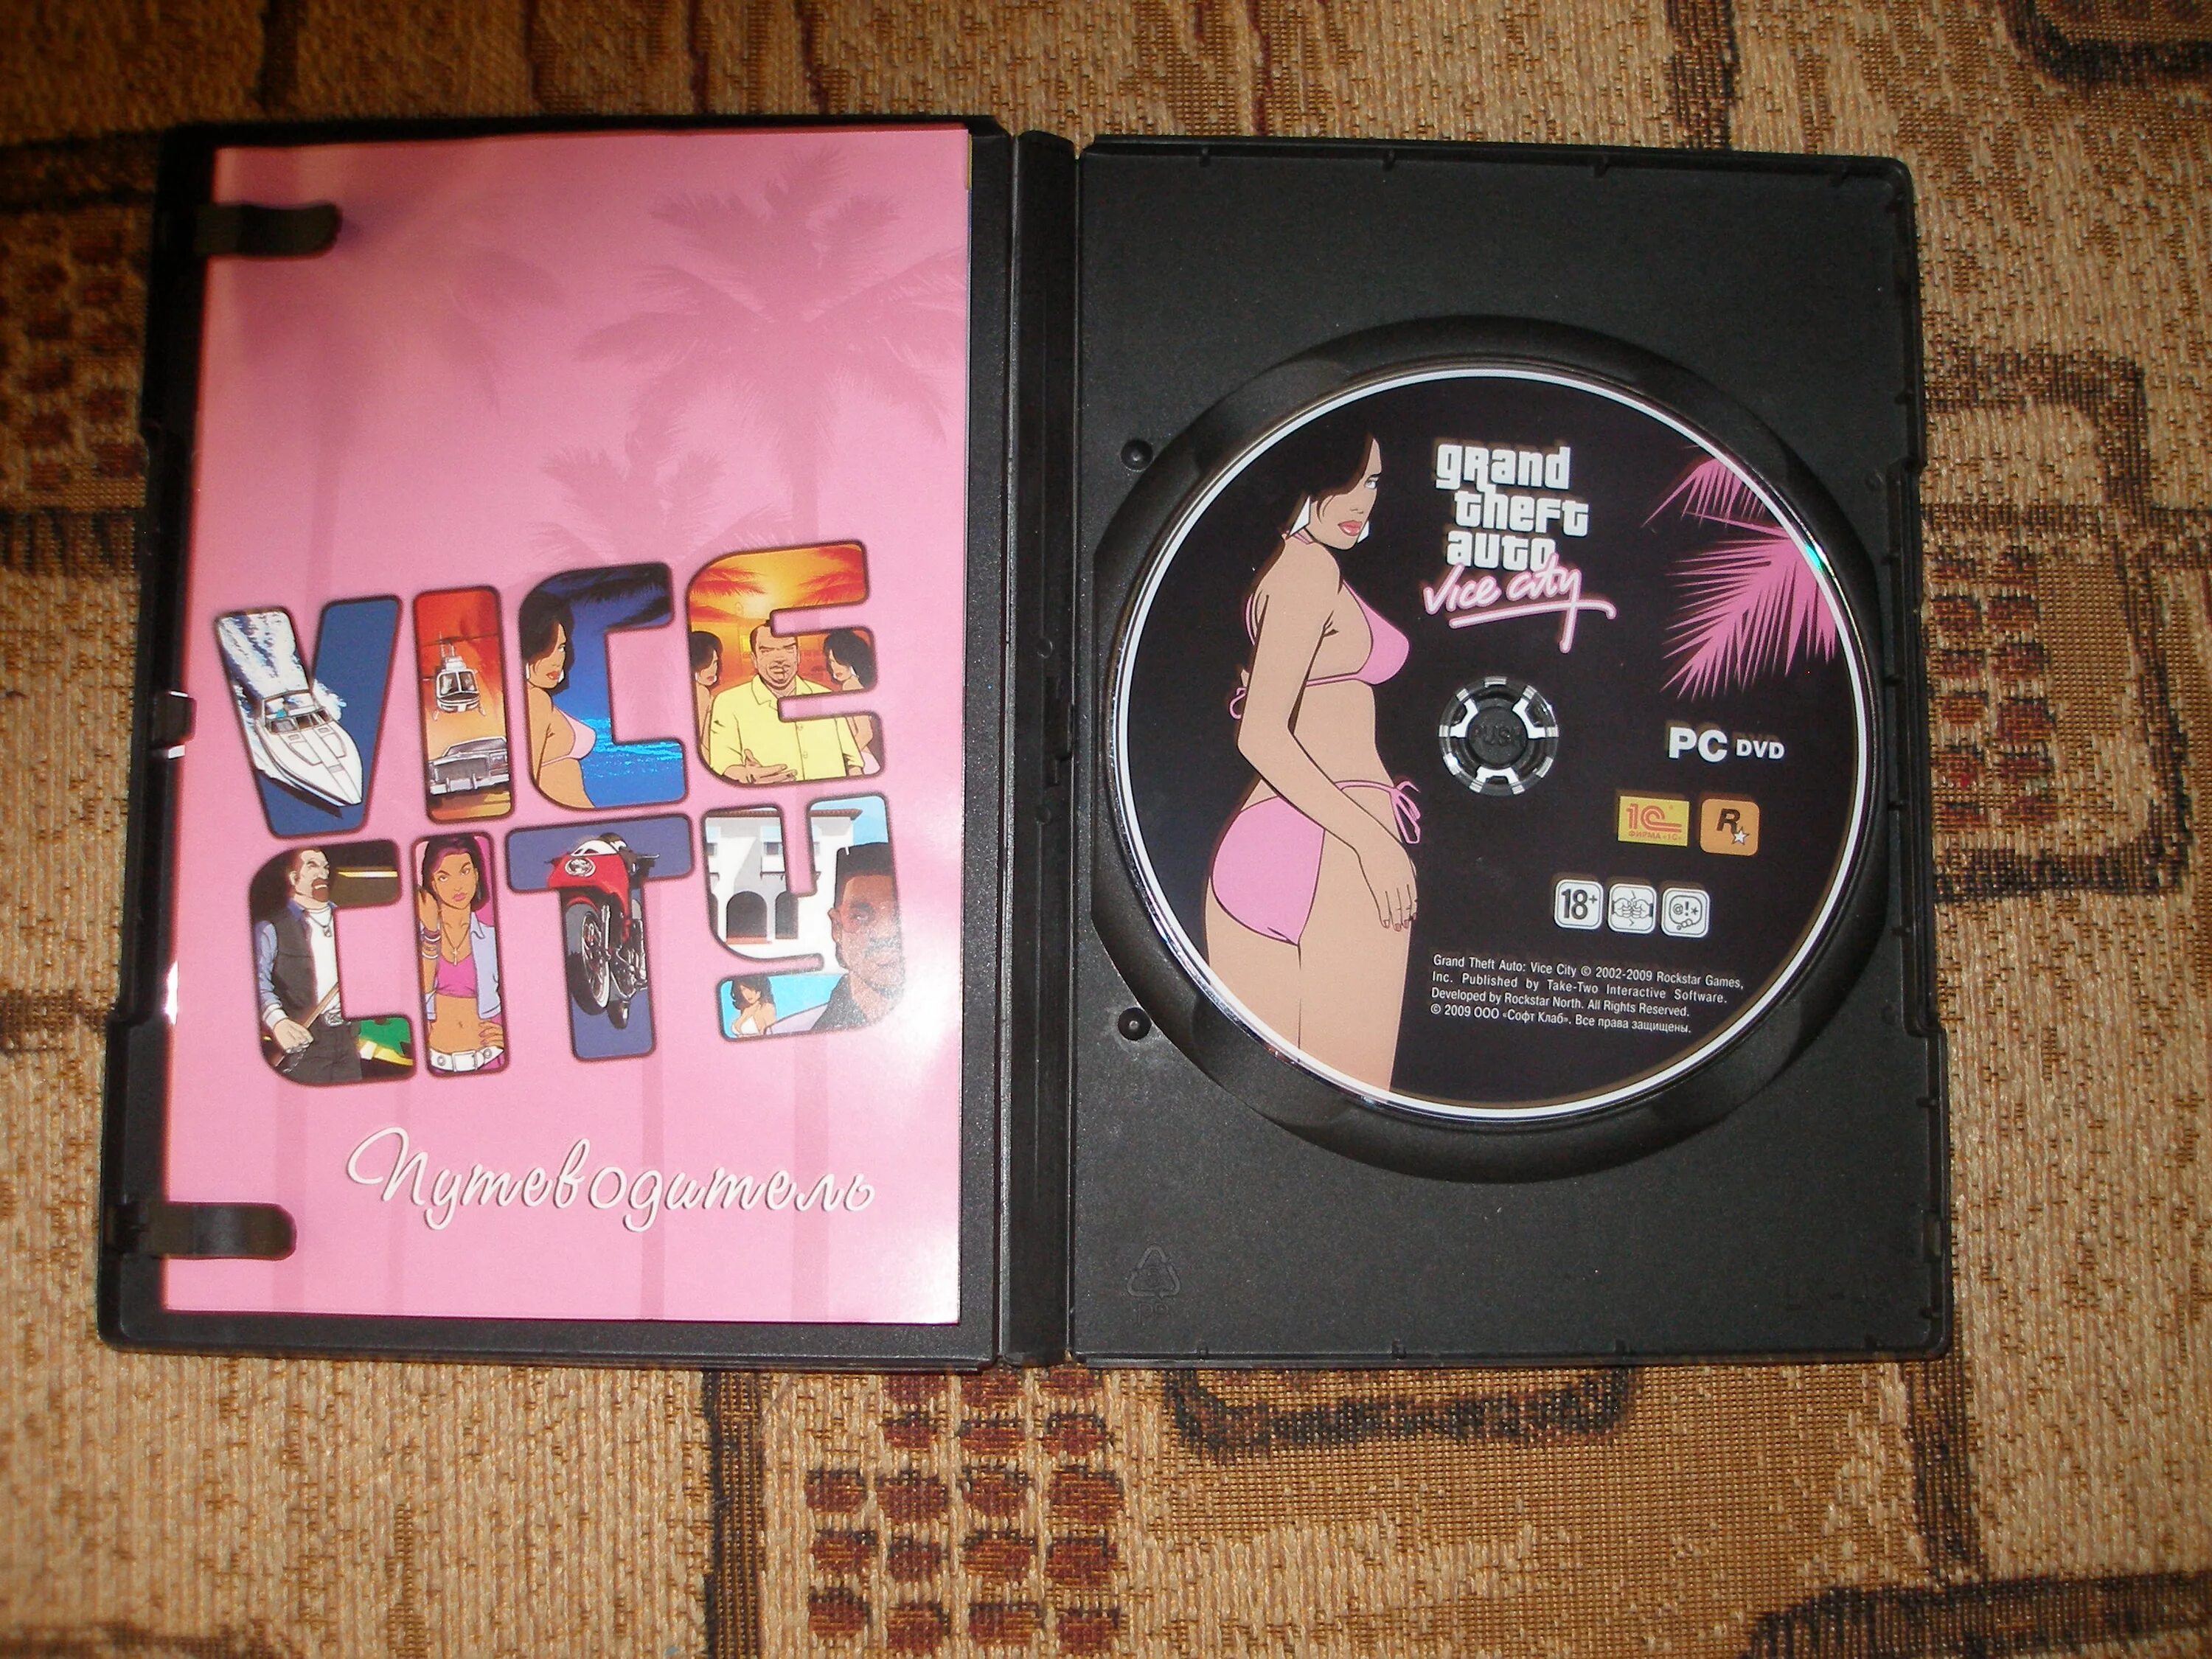 VICE
CITY
Путеводитель
grand
theft
auto
vice city
PUSH
PC DVD
1C
ФИРМА «1С»
R
18+
@!*
Grand Theft Auto: Vice City © 2002-2009 Rockstar Games,
Inc. Published by Take-Two Interactive Software.
Developed by Rockstar North. All Rights Reserved.
© 2009 ООО «Софт Клаб». Все права защищены.
PP